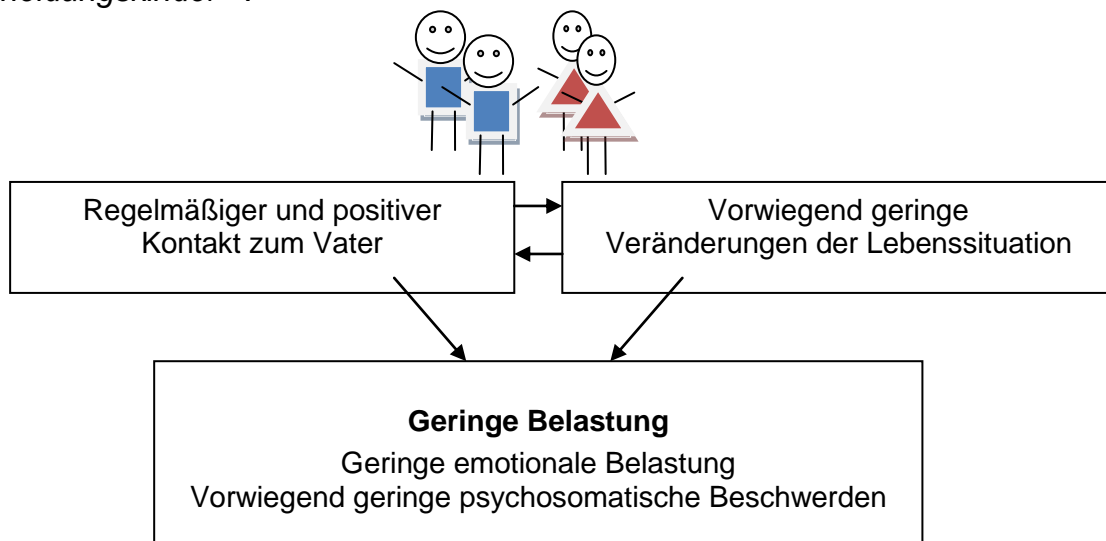 Regelmäßiger und positiver
Kontakt zum Vater
Vorwiegend geringe
Veränderungen der Lebenssituation
Geringe Belastung
Geringe emotionale Belastung
Vorwiegend geringe psychosomatische Beschwerden